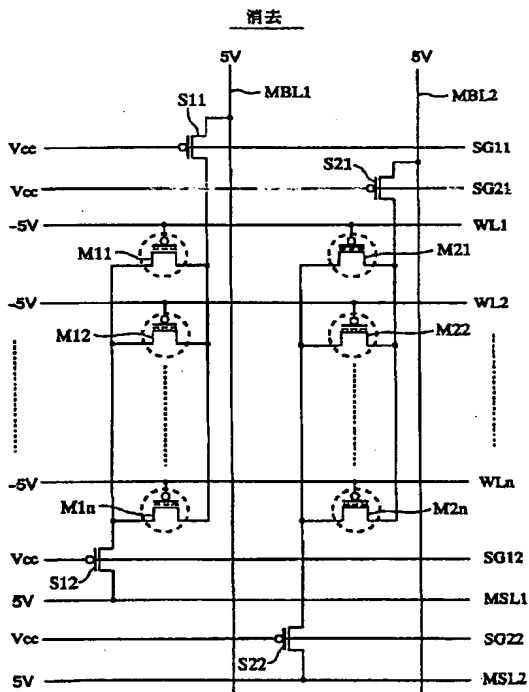 消去
5V 5V
MBL1 MBL2
S11
Vcc SG11
S21
Vcc SG21
-5V WL1
M11 M21
-5V WL2
M12 M22
-5V WLn
M1n M2n
Vcc SG12
S12
5V MSL1
Vcc SG22
S22
5V MSL2